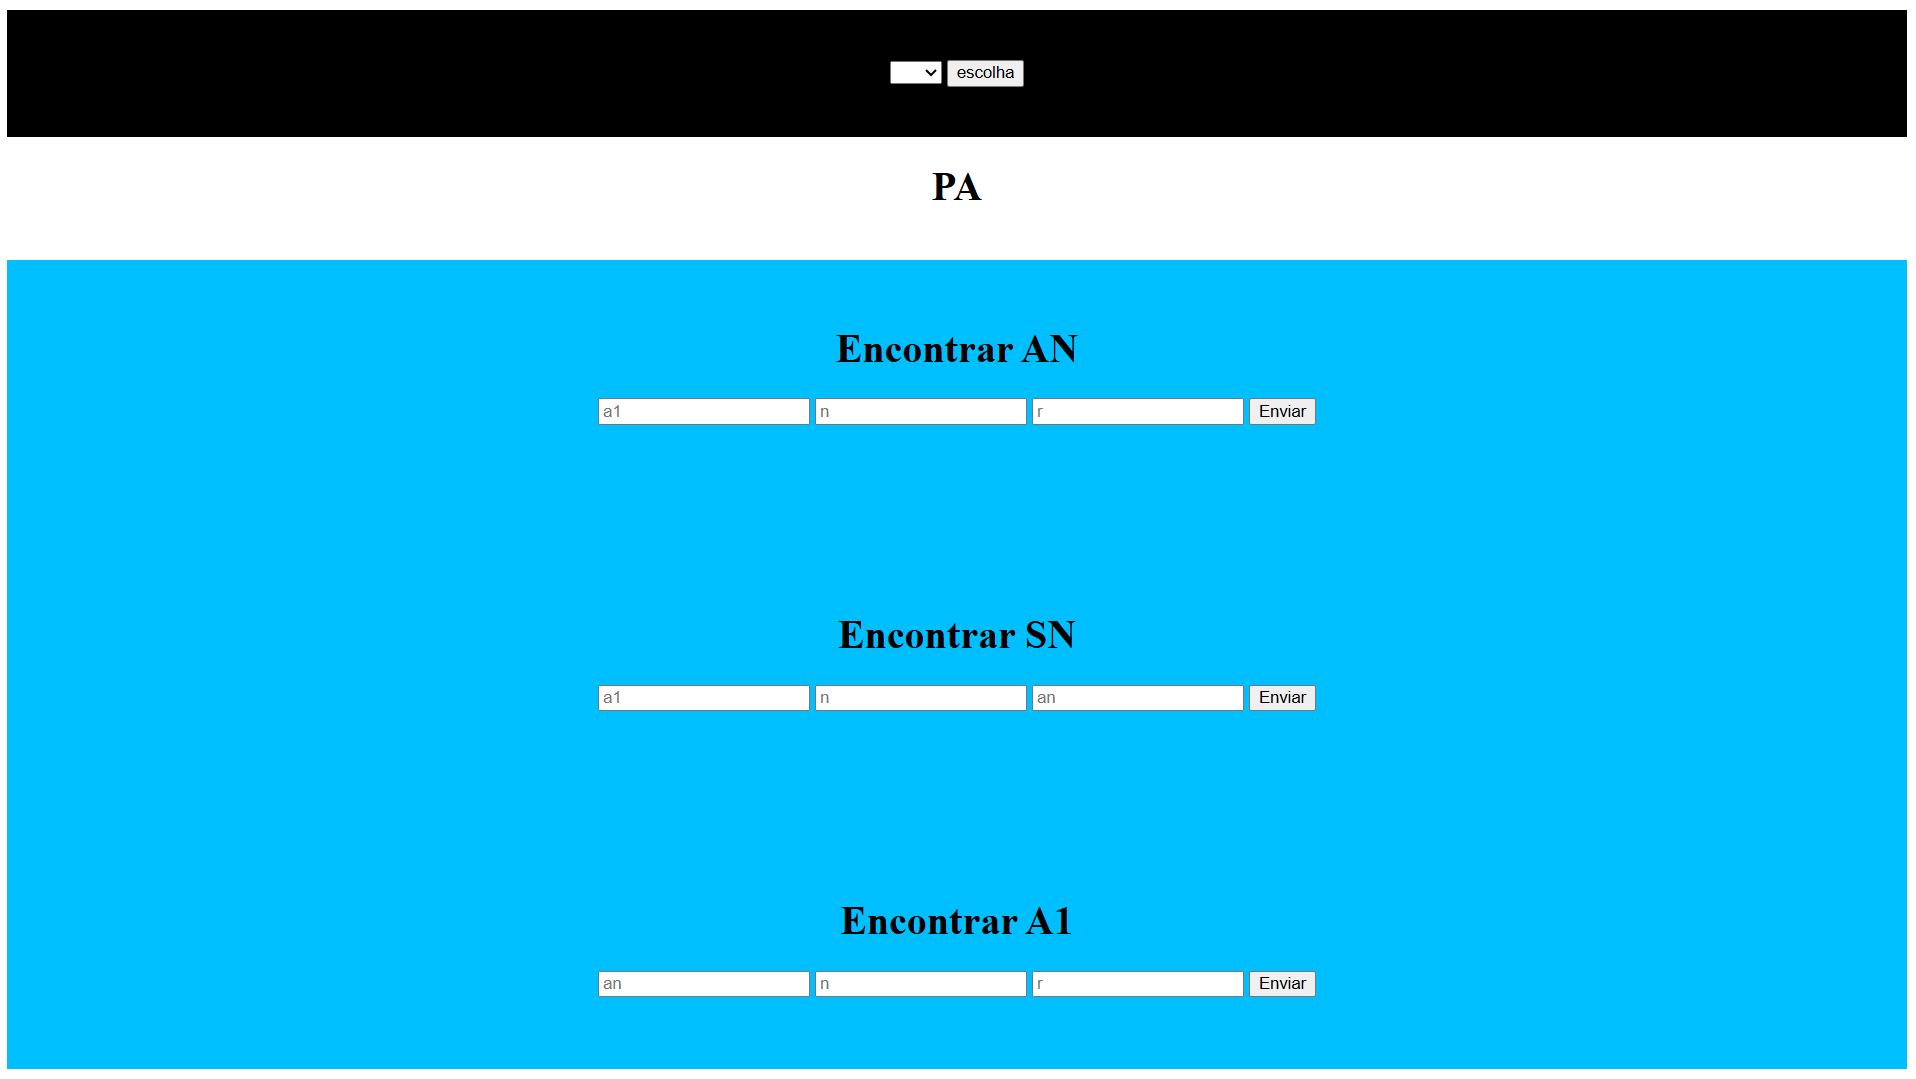 escolha
PA
Encontrar AN
a1 n r Enviar
Encontrar SN
a1 n an Enviar
Encontrar A1
an n r Enviar